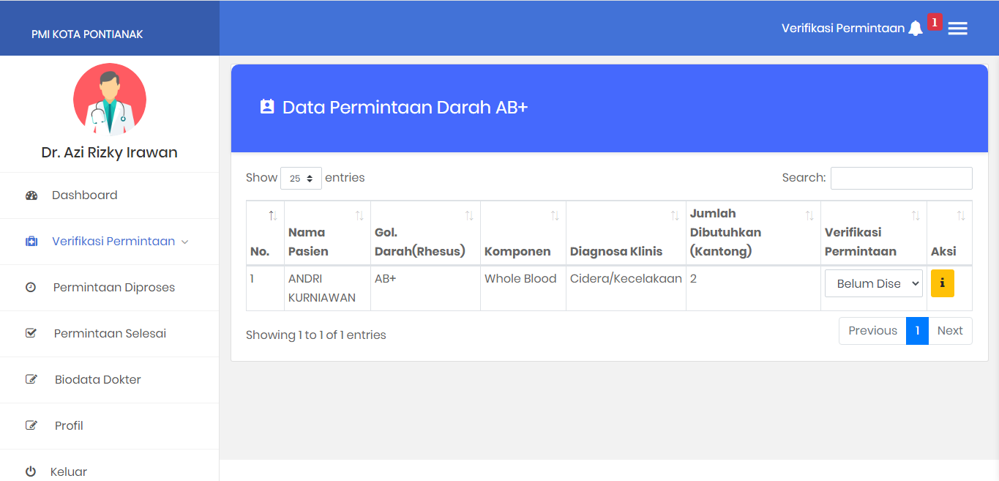 PMI KOTA PONTIANAK
Verifikasi Permintaan 1
Dr. Azi Rizky Irawan
Dashboard
Verifikasi Permintaan
Permintaan Diproses
Permintaan Selesai
Biodata Dokter
Profil
Keluar
Data Permintaan Darah AB+
Show 25 entries
Search:
No.
Nama
Pasien
Gol.
Darah(Rhesus)
Komponen
Diagnosa Klinis
Jumlah
Dibutuhkan
(Kantong)
Verifikasi
Permintaan
Aksi
1
ANDRI
KURNIAWAN
AB+
Whole Blood
Cidera/Kecelakaan
2
Belum Dise
i
Showing 1 to 1 of 1 entries
Previous 1 Next